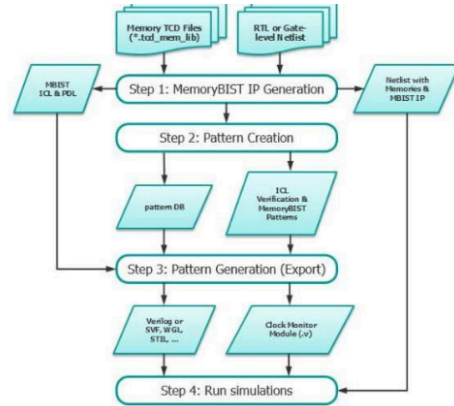 Memory TCD Files
(*.tcd_mem_lib)
RTL or Gate-
level Netlist
MBIST
ICL & PDL
Step 1: MemoryBIST IP Generation
Netlist with
Memories &
MBIST IP
Step 2: Pattern Creation
pattern DB
ICL
Verification &
MemoryBIST
Patterns
Step 3: Pattern Generation (Export)
Verilog or
SVF, WGL,
STIL, ...
Clock Monitor
Module (.v)
Step 4: Run simulations